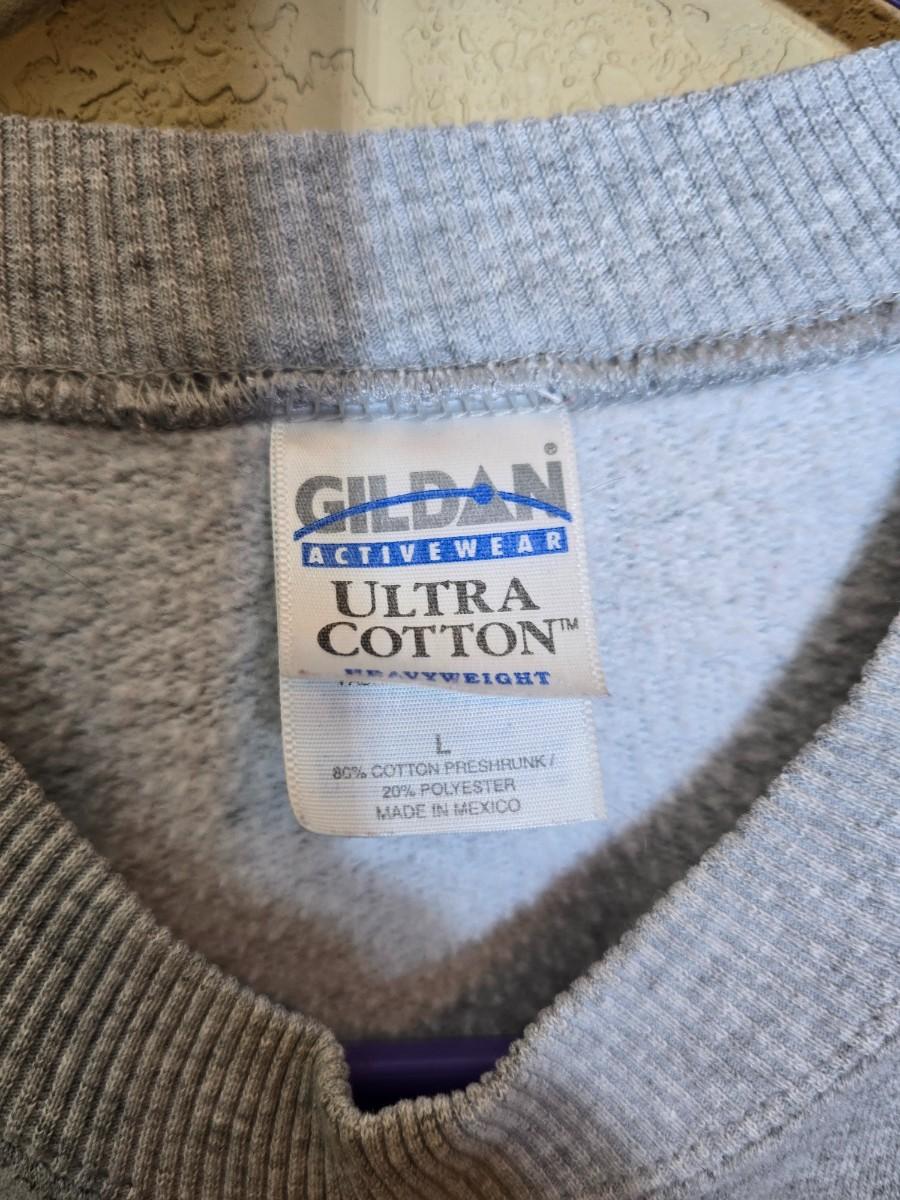 GILDAN®
ACTIVEWEAR
ULTRA
COTTON™
HEAVYWEIGHT
L
80% COTTON PRESHRUNK /
20% POLYESTER
MADE IN MEXICO